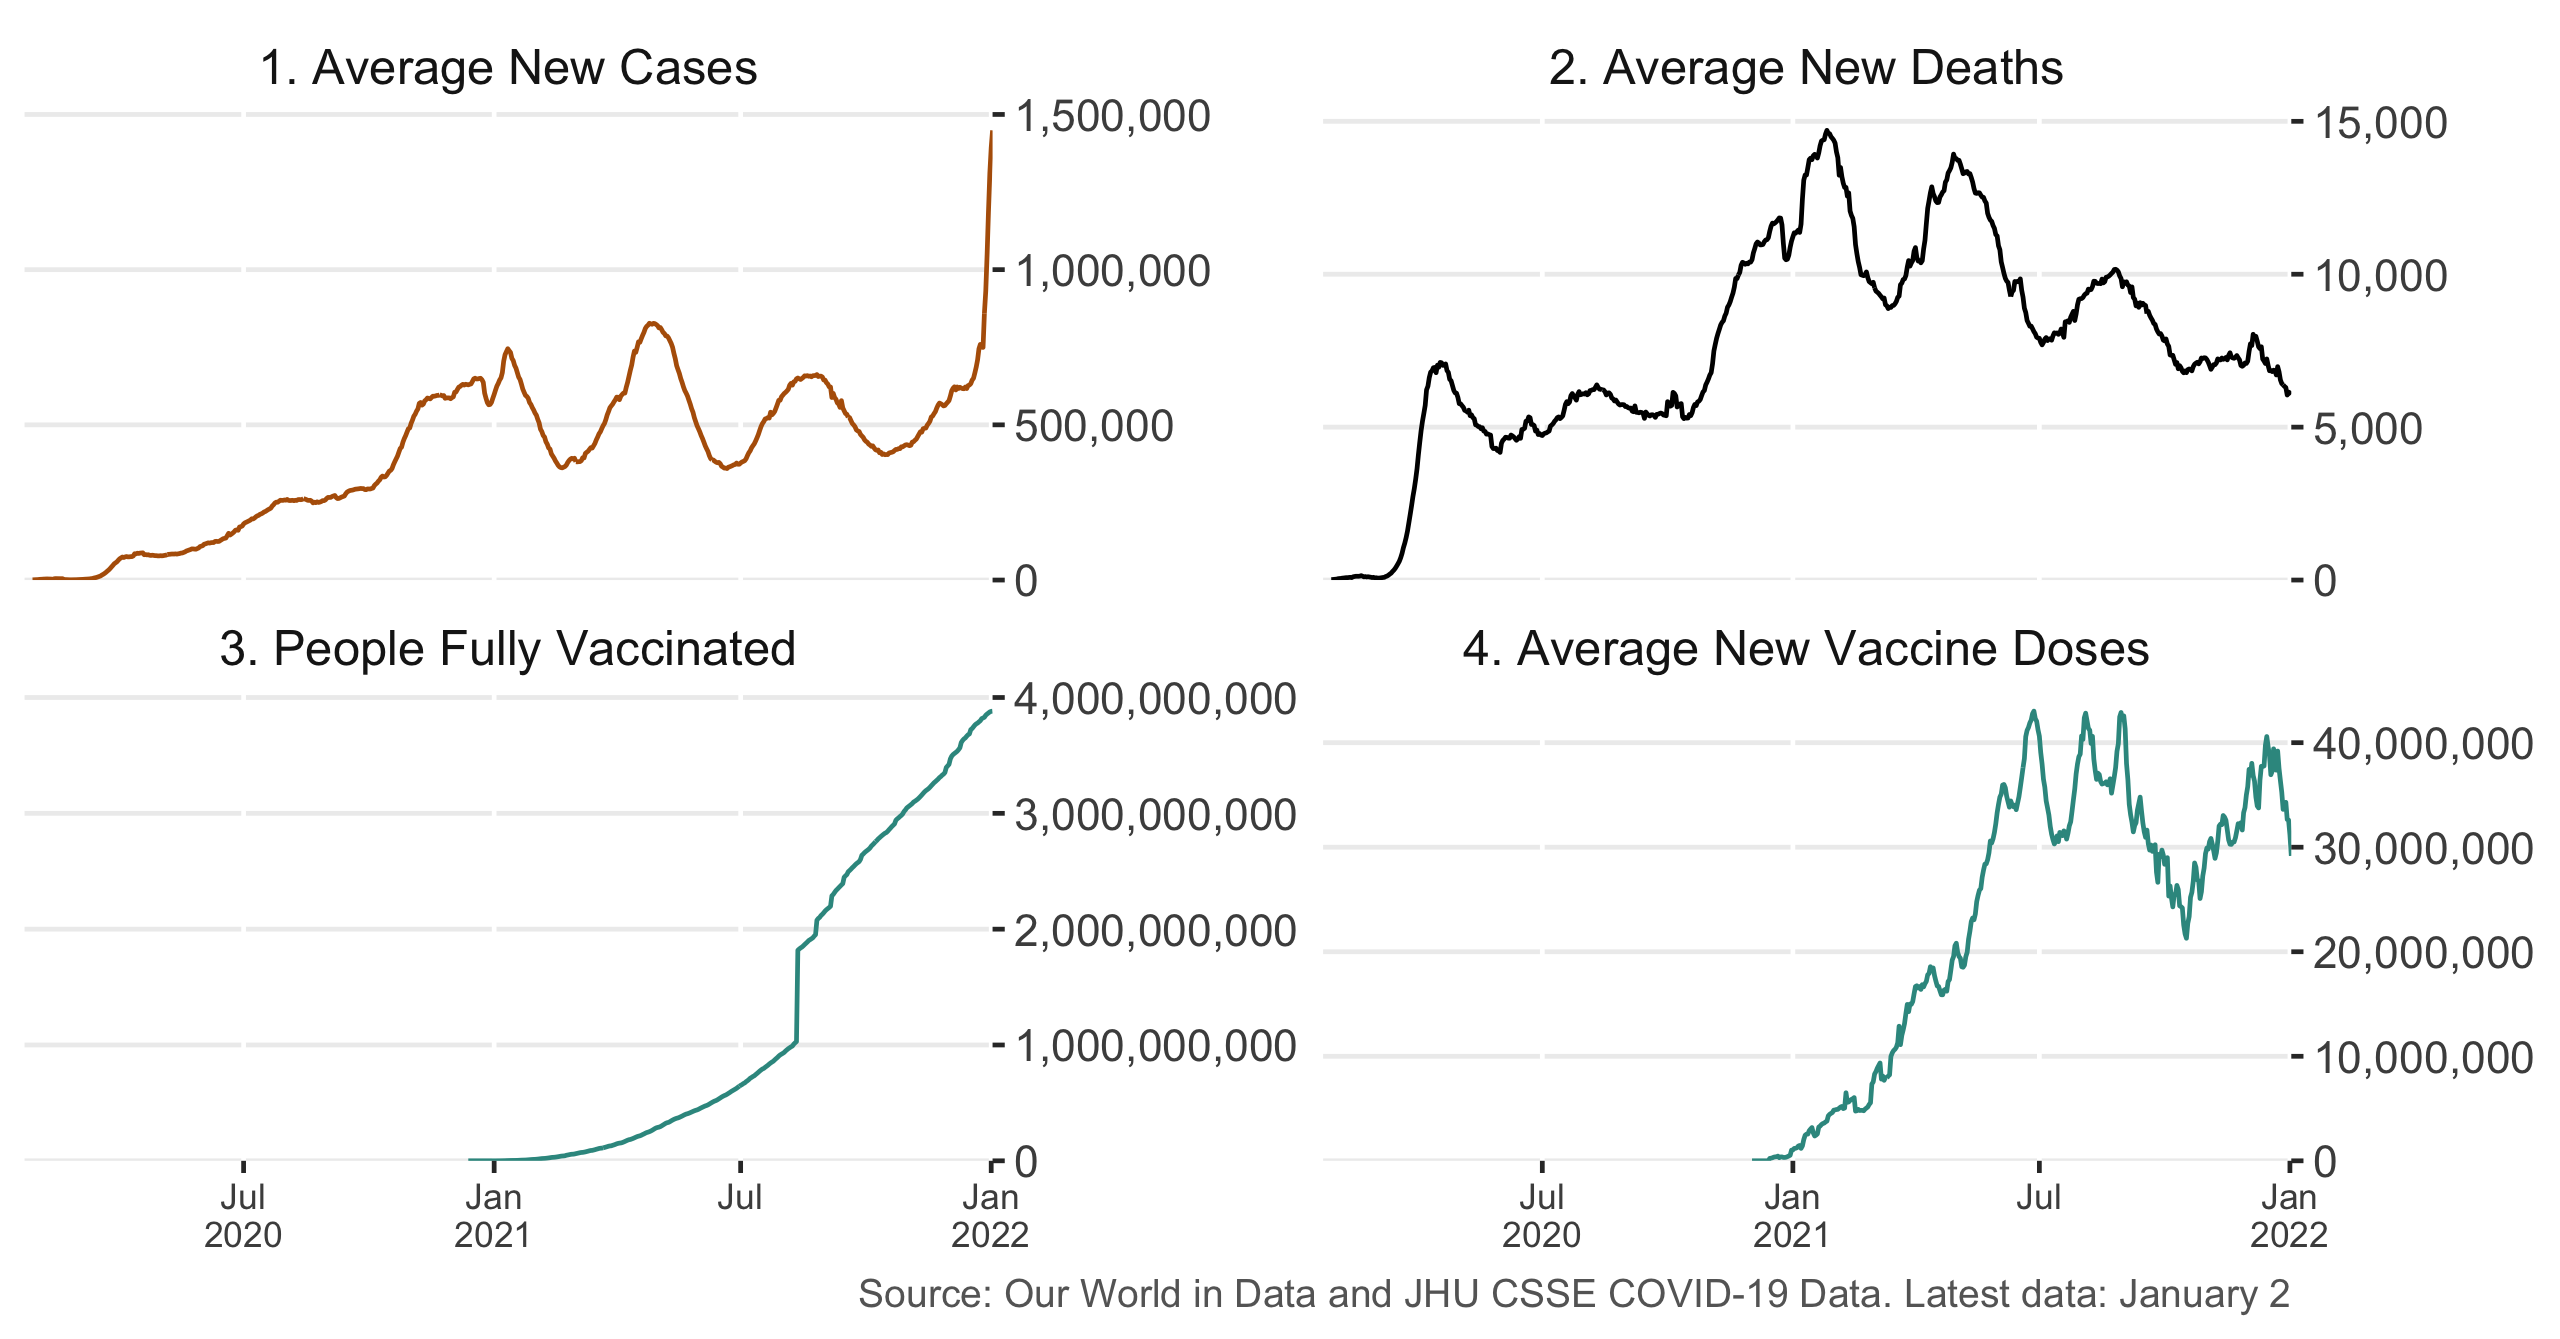 1. Average New Cases
1,500,000
1,000,000
500,000
0
2. Average New Deaths
15,000
10,000
5,000
0
3. People Fully Vaccinated
4,000,000,000
3,000,000,000
2,000,000,000
1,000,000,000
0
Jul Jan Jul Jan
2020 2021 2022
4. Average New Vaccine Doses
40,000,000
30,000,000
20,000,000
10,000,000
0
Jul Jan Jul Jan
2020 2021 2022
Source: Our World in Data and JHU CSSE COVID-19 Data. Latest data: January 2